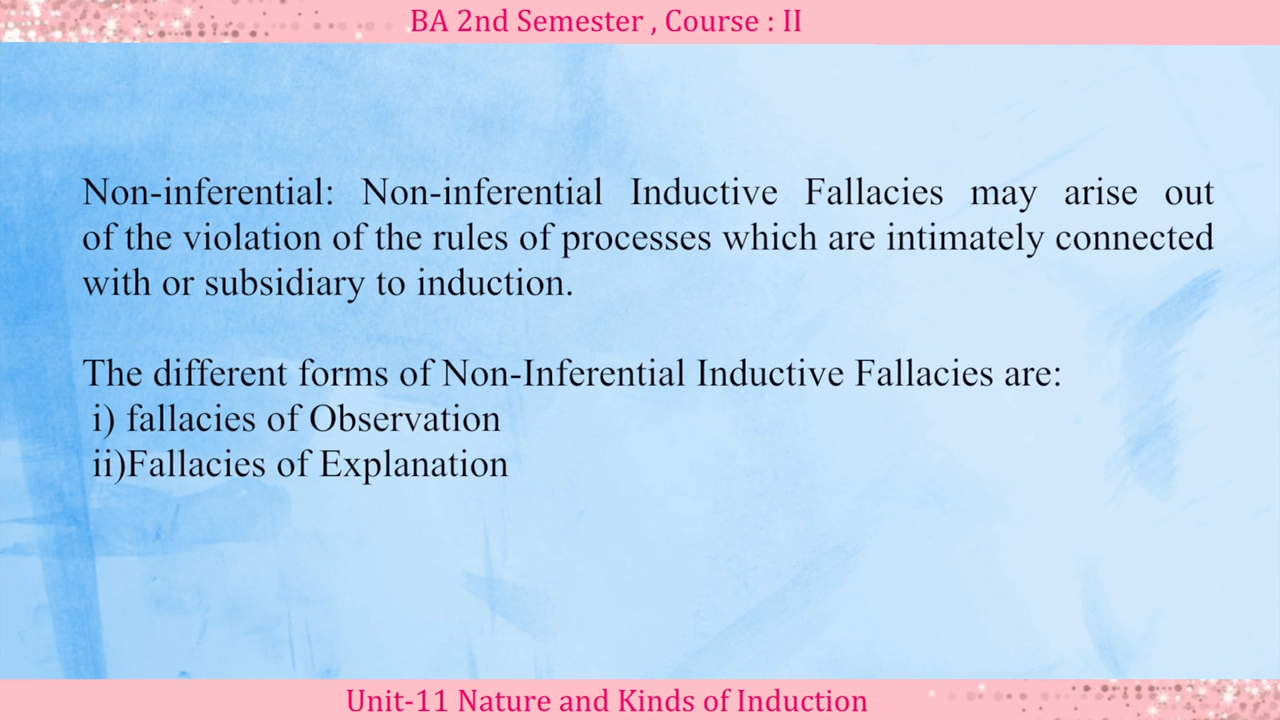 BA 2nd Semester , Course : II
Non-inferential: Non-inferential Inductive Fallacies may arise out
of the violation of the rules of processes which are intimately connected
with or subsidiary to induction.
The different forms of Non-Inferential Inductive Fallacies are:
i) fallacies of Observation
ii)Fallacies of Explanation
Unit-11 Nature and Kinds of Induction